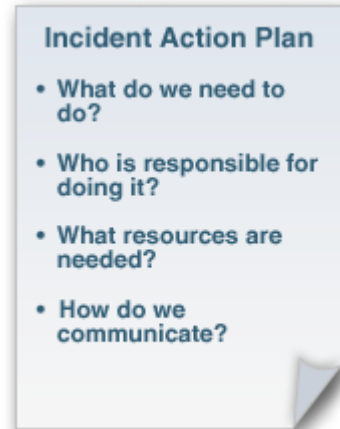 Incident Action Plan
• What do we need to
do?
• Who is responsible for
doing it?
• What resources are
needed?
• How do we
communicate?